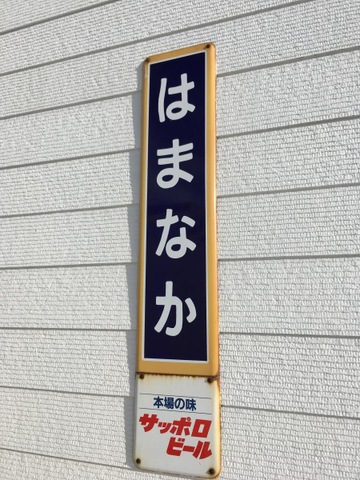 はまなか
本場の味
サッポロ
ビール